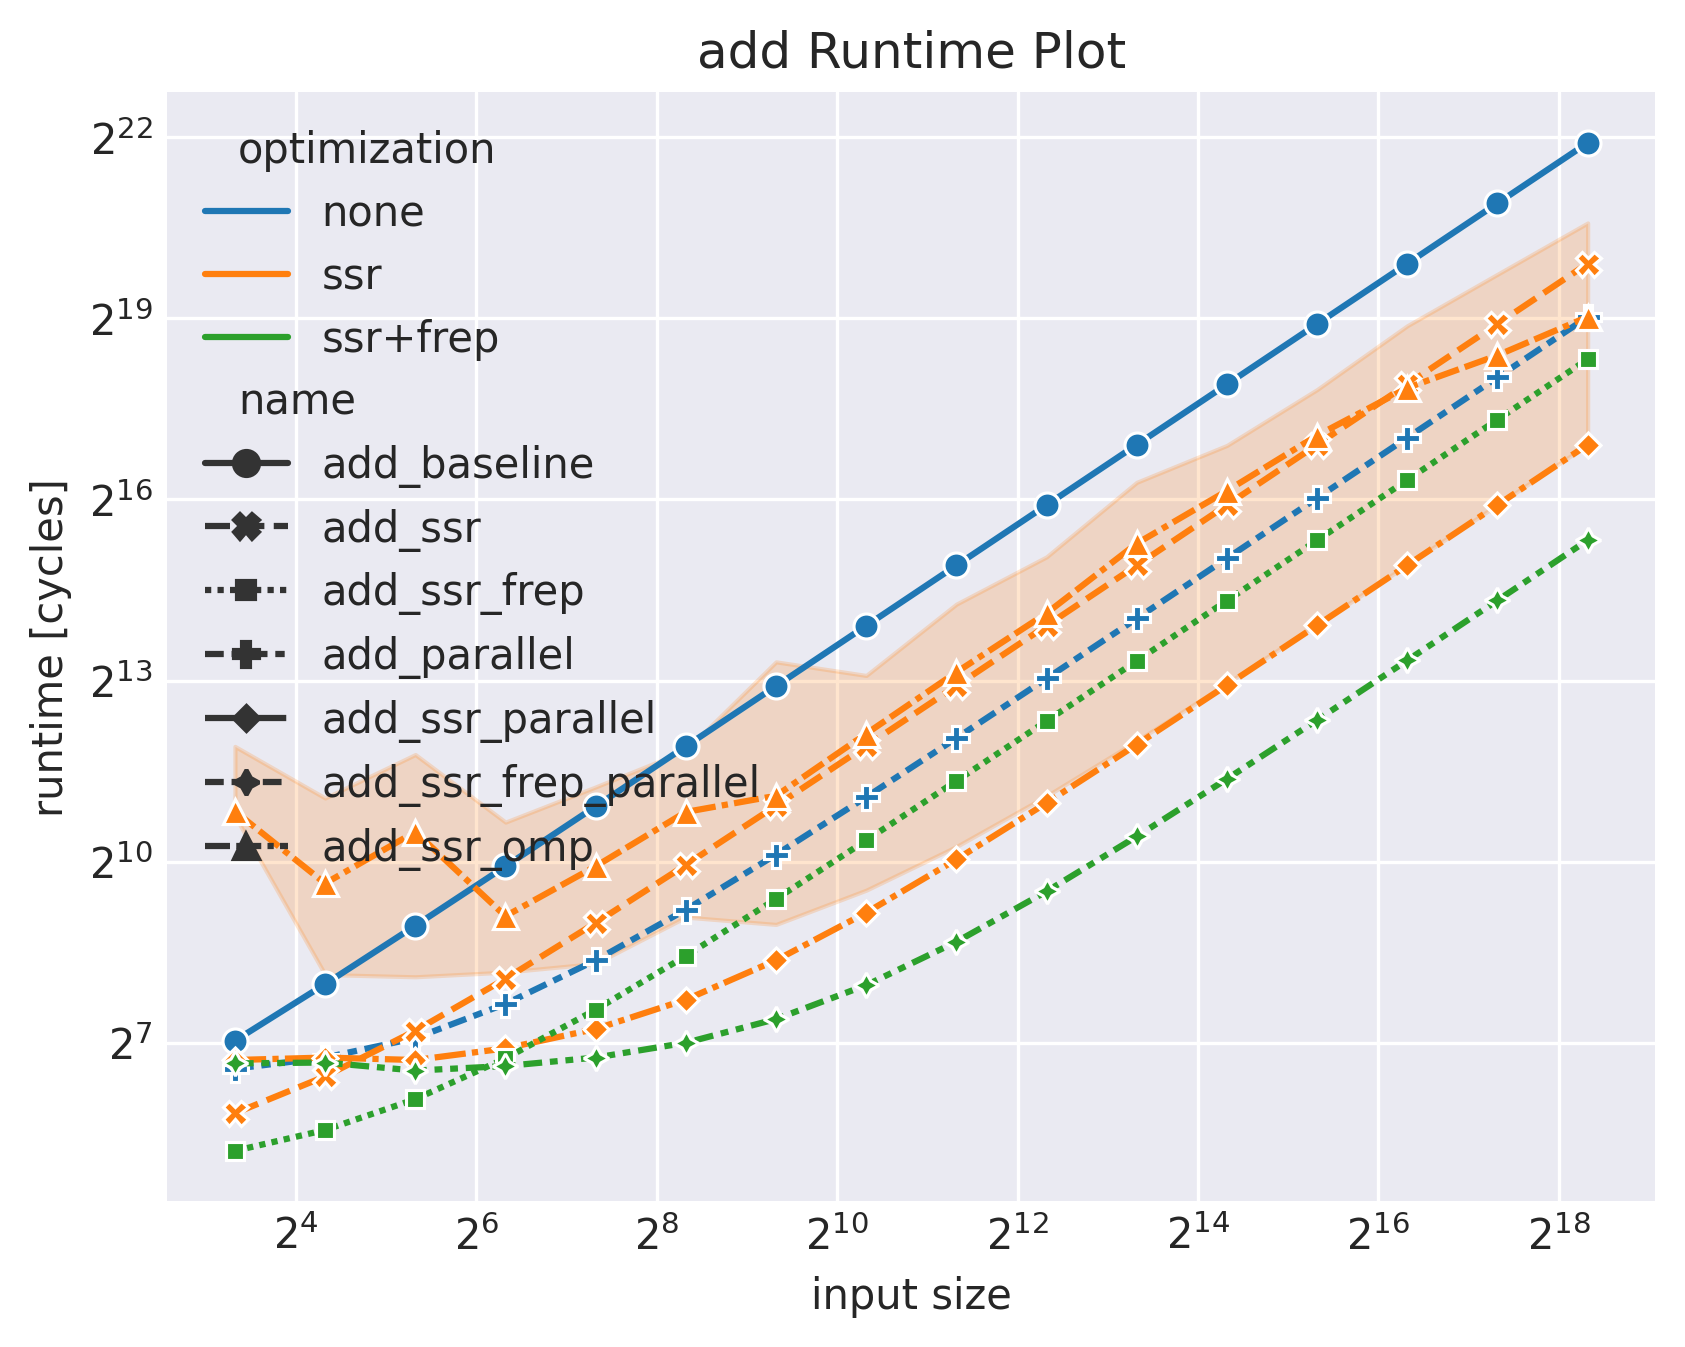 add Runtime Plot
runtime [cycles]
2^22
2^19
2^16
2^13
2^10
2^7
optimization
none
ssr
ssr+frep
name
add_baseline
add_ssr
add_ssr_frep
add_parallel
add_ssr_parallel
add_ssr_frep_parallel
add_ssr_omp
2^4 2^6 2^8 2^10 2^12 2^14 2^16 2^18
input size